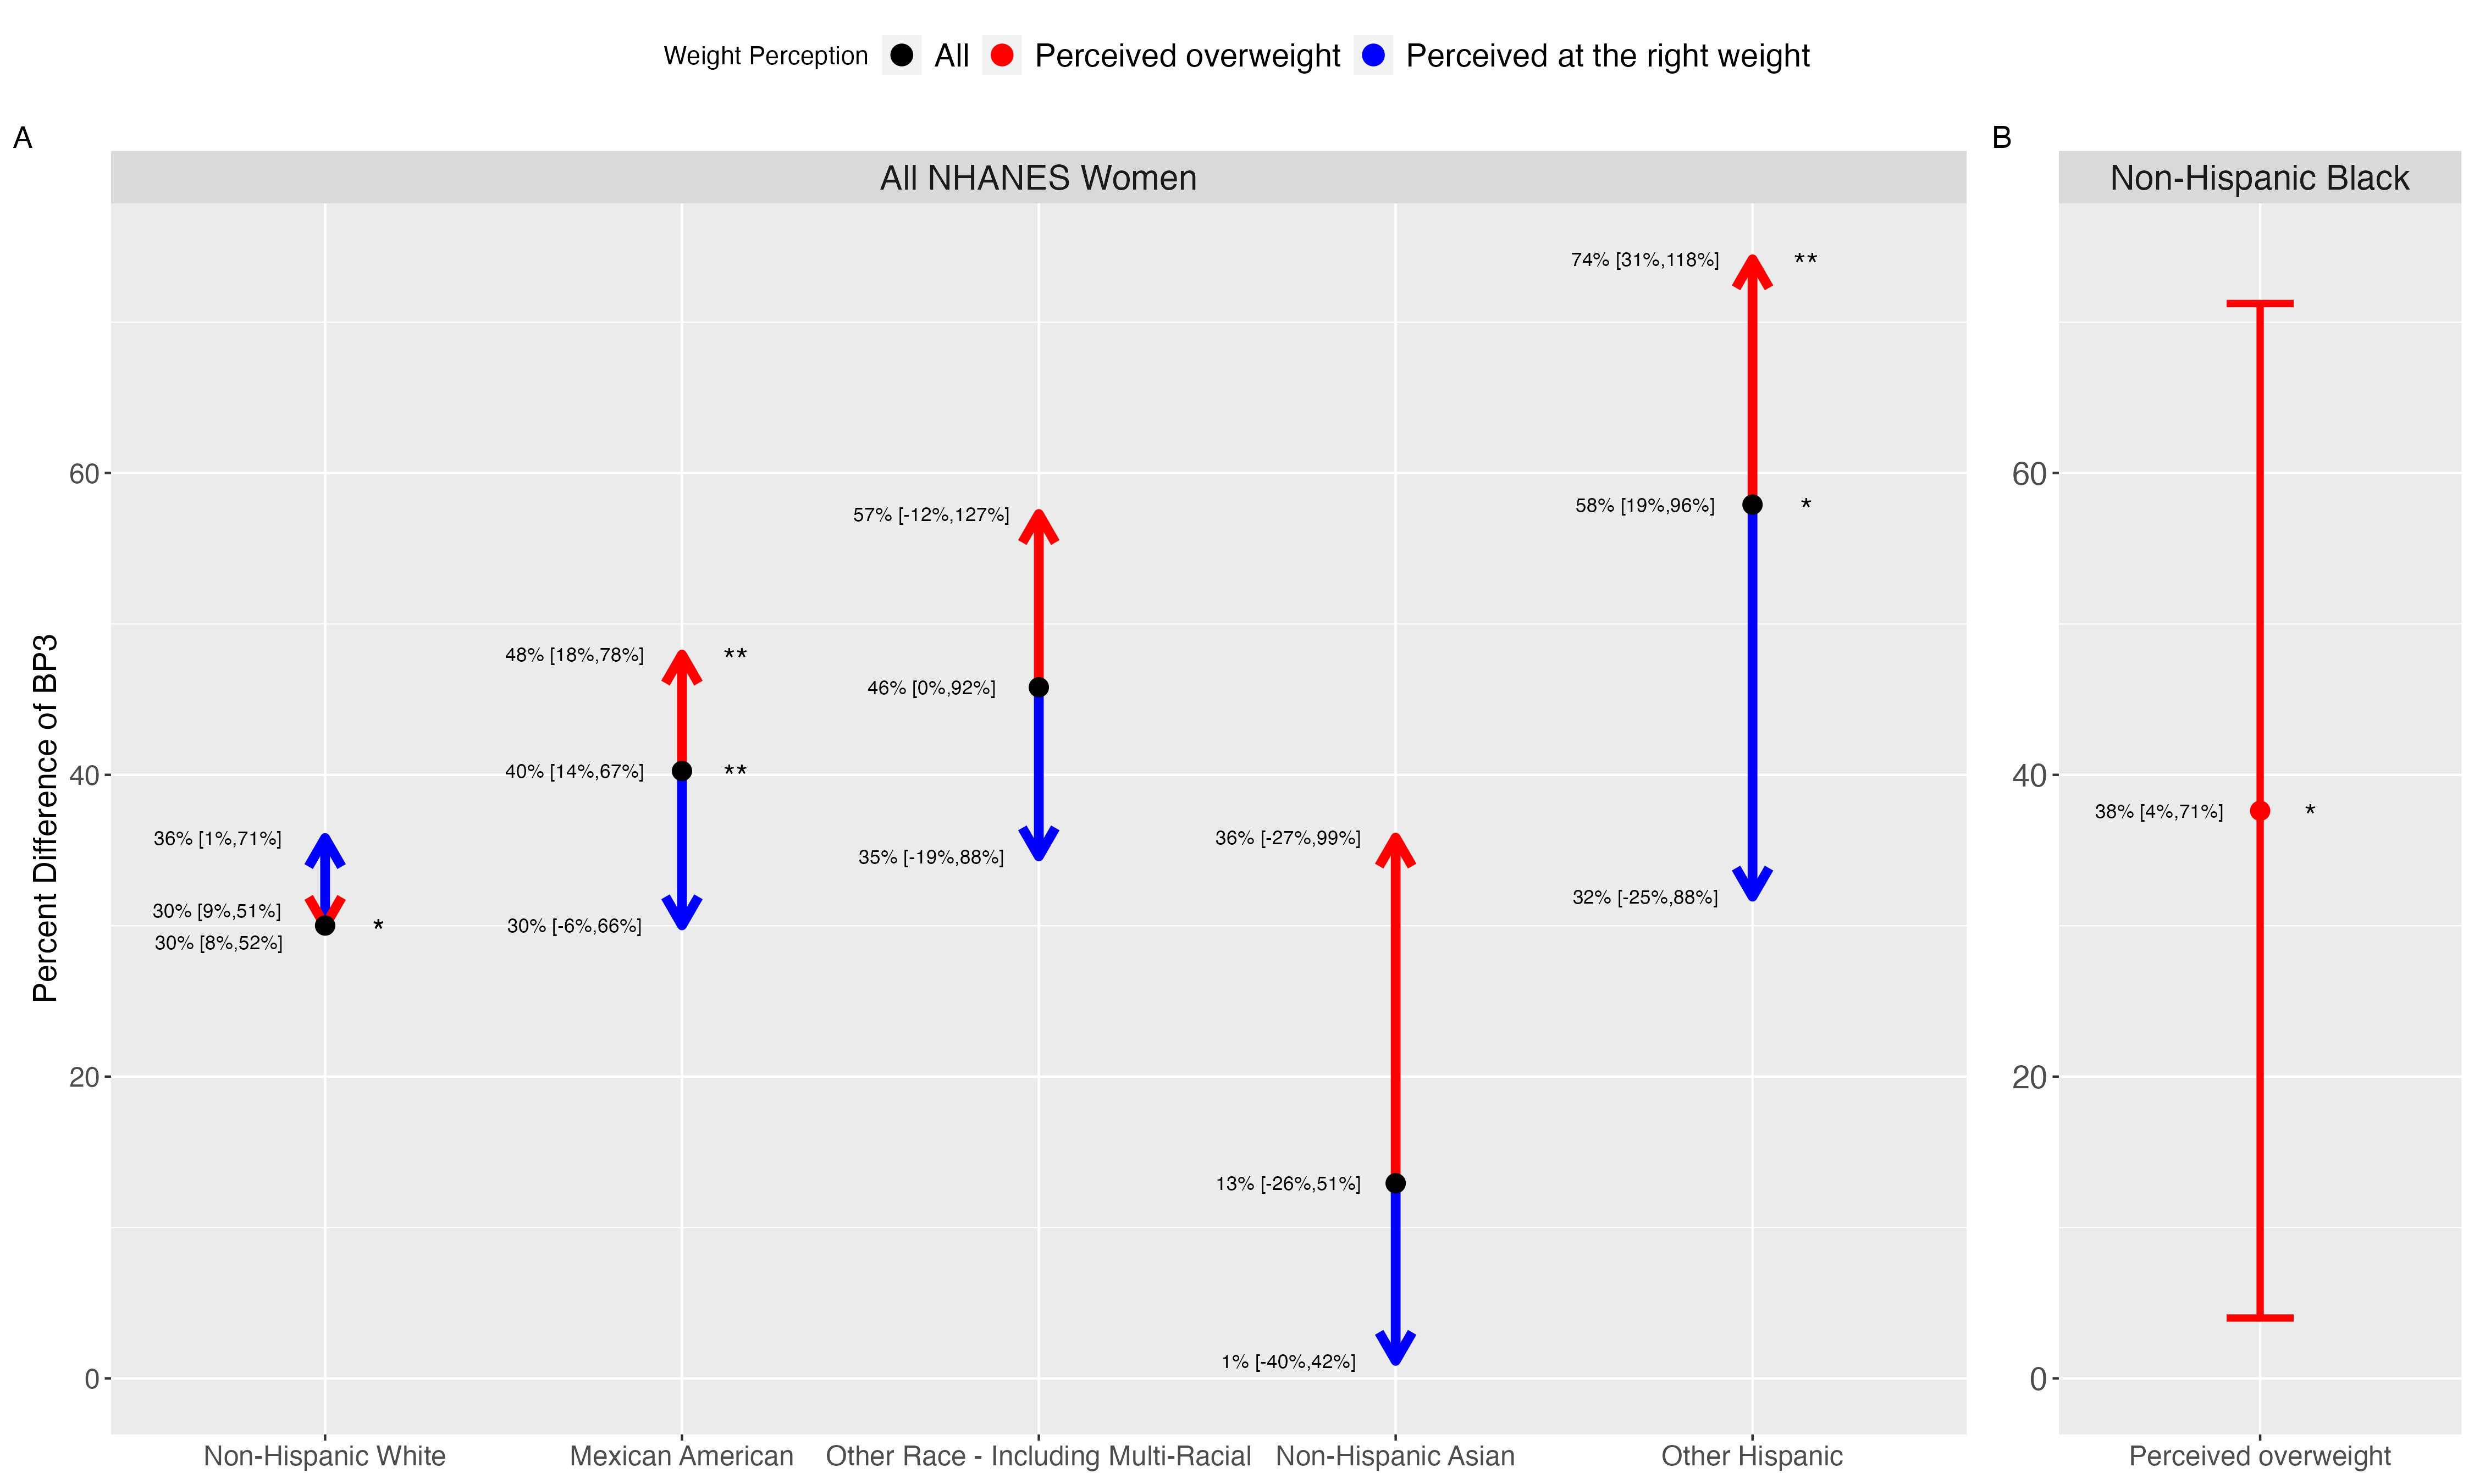 Weight Perception All Perceived overweight Perceived at the right weight
A
B
All NHANES Women
Non-Hispanic Black
Percent Difference of BP3
60
40
20
0
36% [1%,71%]
30% [9%,51%]
30% [8%,52%]
*
48% [18%,78%]
**
40% [14%,67%]
**
30% [-6%,66%]
57% [-12%,127%]
46% [0%,92%]
35% [-19%,88%]
36% [-27%,99%]
13% [-26%,51%]
1% [-40%,42%]
74% [31%,118%]
**
58% [19%,96%]
*
32% [-25%,88%]
Non-Hispanic White
Mexican American
Other Race - Including Multi-Racial
Non-Hispanic Asian
Other Hispanic
60
40
20
0
38% [4%,71%]
*
Perceived overweight